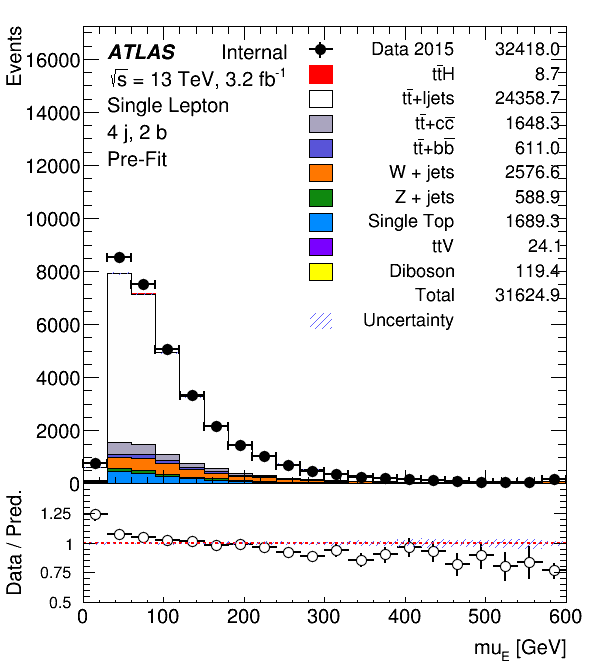 Events
16000
14000
12000
10000
8000
6000
4000
2000
0
ATLAS Internal
√s = 13 TeV, 3.2 fb⁻¹
Single Lepton
4 j, 2 b
Pre-Fit
Data 2015 32418.0
tt̄H 8.7
tt̄+ljets 24358.7
tt̄+cc̄ 1648.3
tt̄+bb̄ 611.0
W + jets 2576.6
Z + jets 588.9
Single Top 1689.3
ttV 24.1
Diboson 119.4
Total 31624.9
Uncertainty
Data / Pred.
1.25
1
0.75
0.5
0 100 200 300 400 500 600
mu_E [GeV]